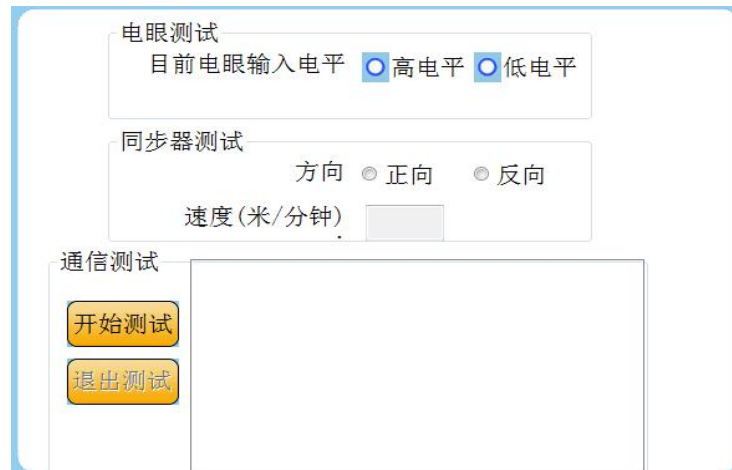 电眼测试
目前电眼输入电平 高电平 低电平
同步器测试
方向 正向 反向
速度(米/分钟)
通信测试
开始测试
退出测试